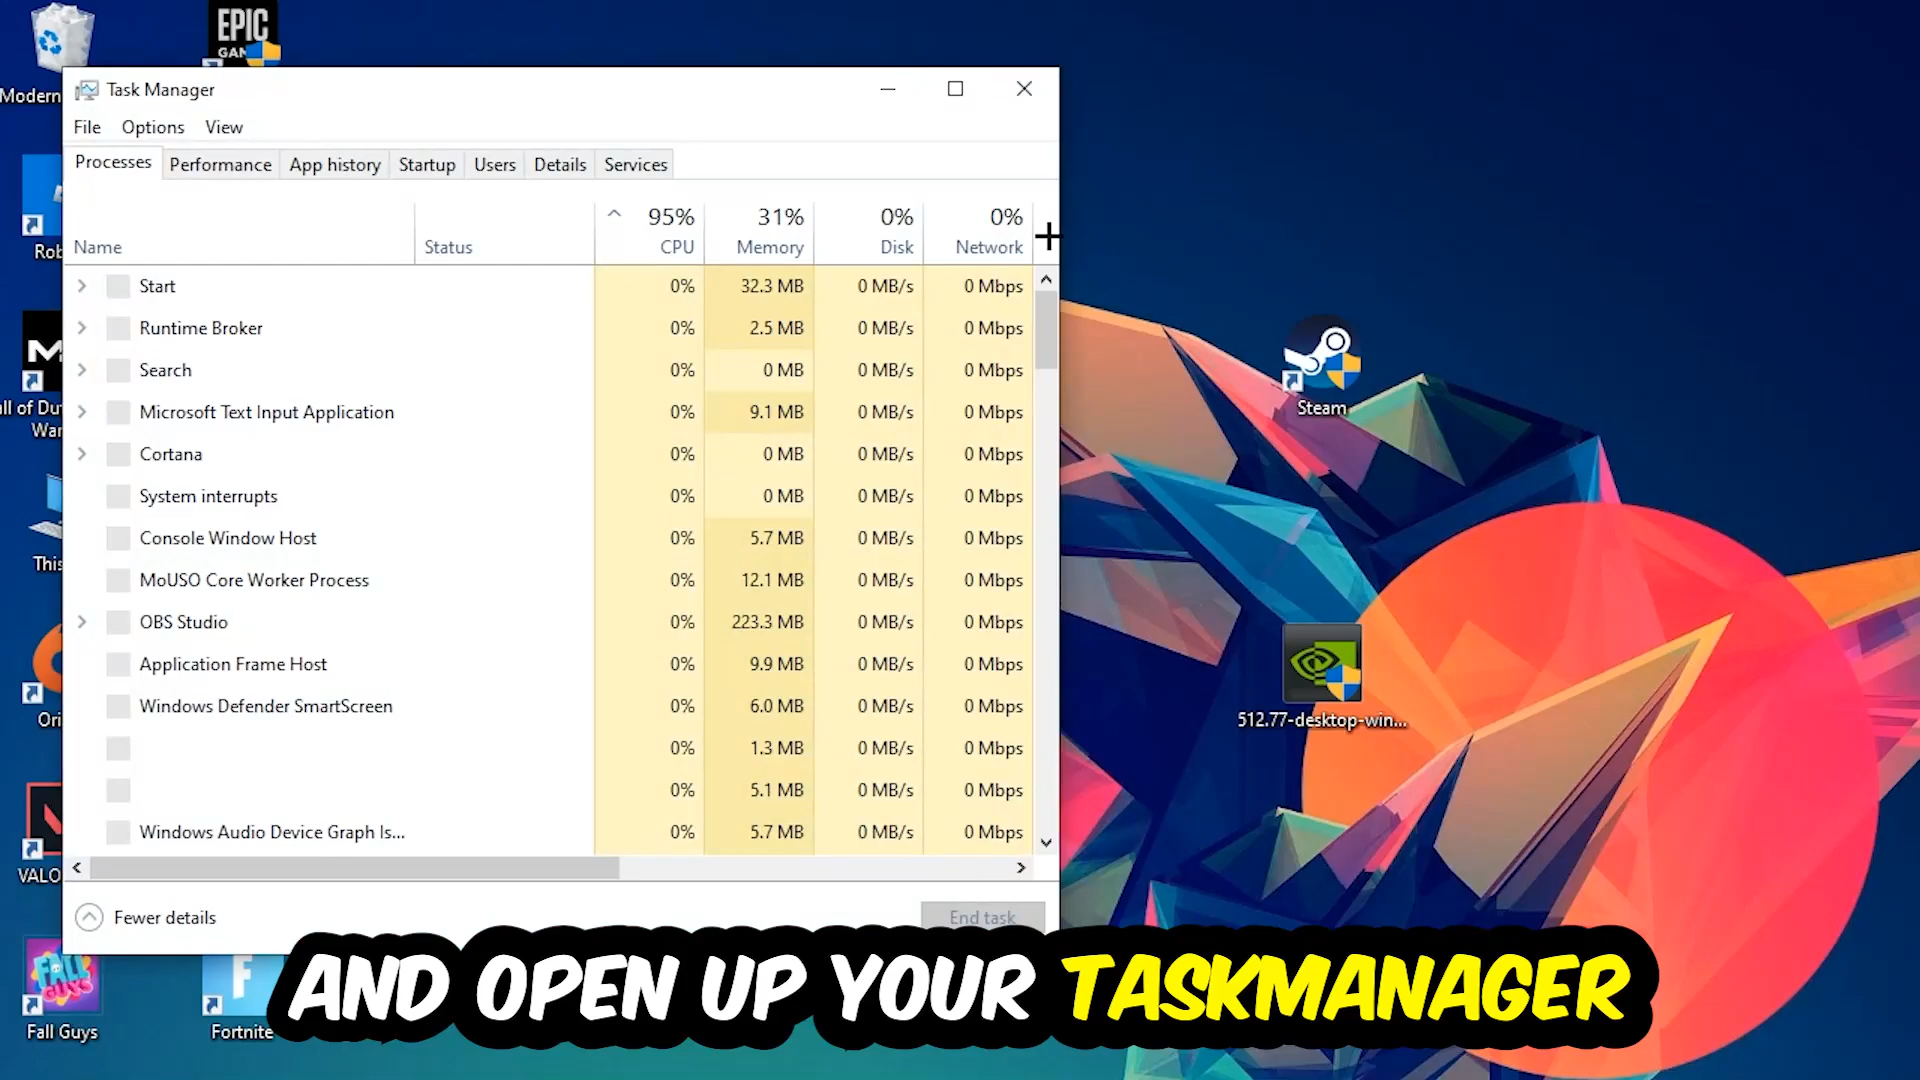 EPIC
GAM
Modern
Task Manager
File Options View
Processes Performance App history Startup Users Details Services
95% 31% 0% 0%
Name Status CPU Memory Disk Network
Start 0% 32.3 MB 0 MB/s 0 Mbps
Runtime Broker 0% 2.5 MB 0 MB/s 0 Mbps
Search 0% 0 MB 0 MB/s 0 Mbps
Microsoft Text Input Application 0% 9.1 MB 0 MB/s 0 Mbps
Cortana 0% 0 MB 0 MB/s 0 Mbps
System interrupts 0% 0 MB 0 MB/s 0 Mbps
Console Window Host 0% 5.7 MB 0 MB/s 0 Mbps
MoUSO Core Worker Process 0% 12.1 MB 0 MB/s 0 Mbps
OBS Studio 0% 223.3 MB 0 MB/s 0 Mbps
Application Frame Host 0% 9.9 MB 0 MB/s 0 Mbps
Windows Defender SmartScreen 0% 6.0 MB 0 MB/s 0 Mbps
0% 1.3 MB 0 MB/s 0 Mbps
0% 5.1 MB 0 MB/s 0 Mbps
Windows Audio Device Graph Is... 0% 5.7 MB 0 MB/s 0 Mbps
Fewer details End task
Rob
M
all of Du
War
This
Ori
VALO
FALL
GUYS
Fall Guys
F
Fortnite
Steam
512.77-desktop-win...
AND OPEN UP YOUR TASKMANAGER